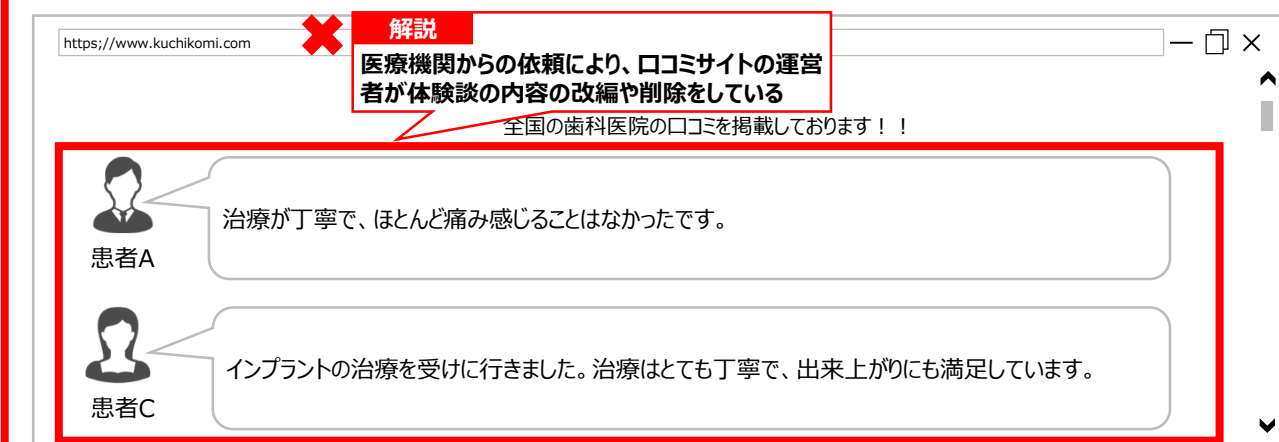 https;//www.kuchikomi.com
解説
医療機関からの依頼により、口コミサイトの運営
者が体験談の内容の改編や削除をしている
全国の歯科医院の口コミを掲載しております！！
治療が丁寧で、ほとんど痛み感じることはなかったです。
患者A
インプラントの治療を受けに行きました。治療はとても丁寧で、出来上がりにも満足しています。
患者C